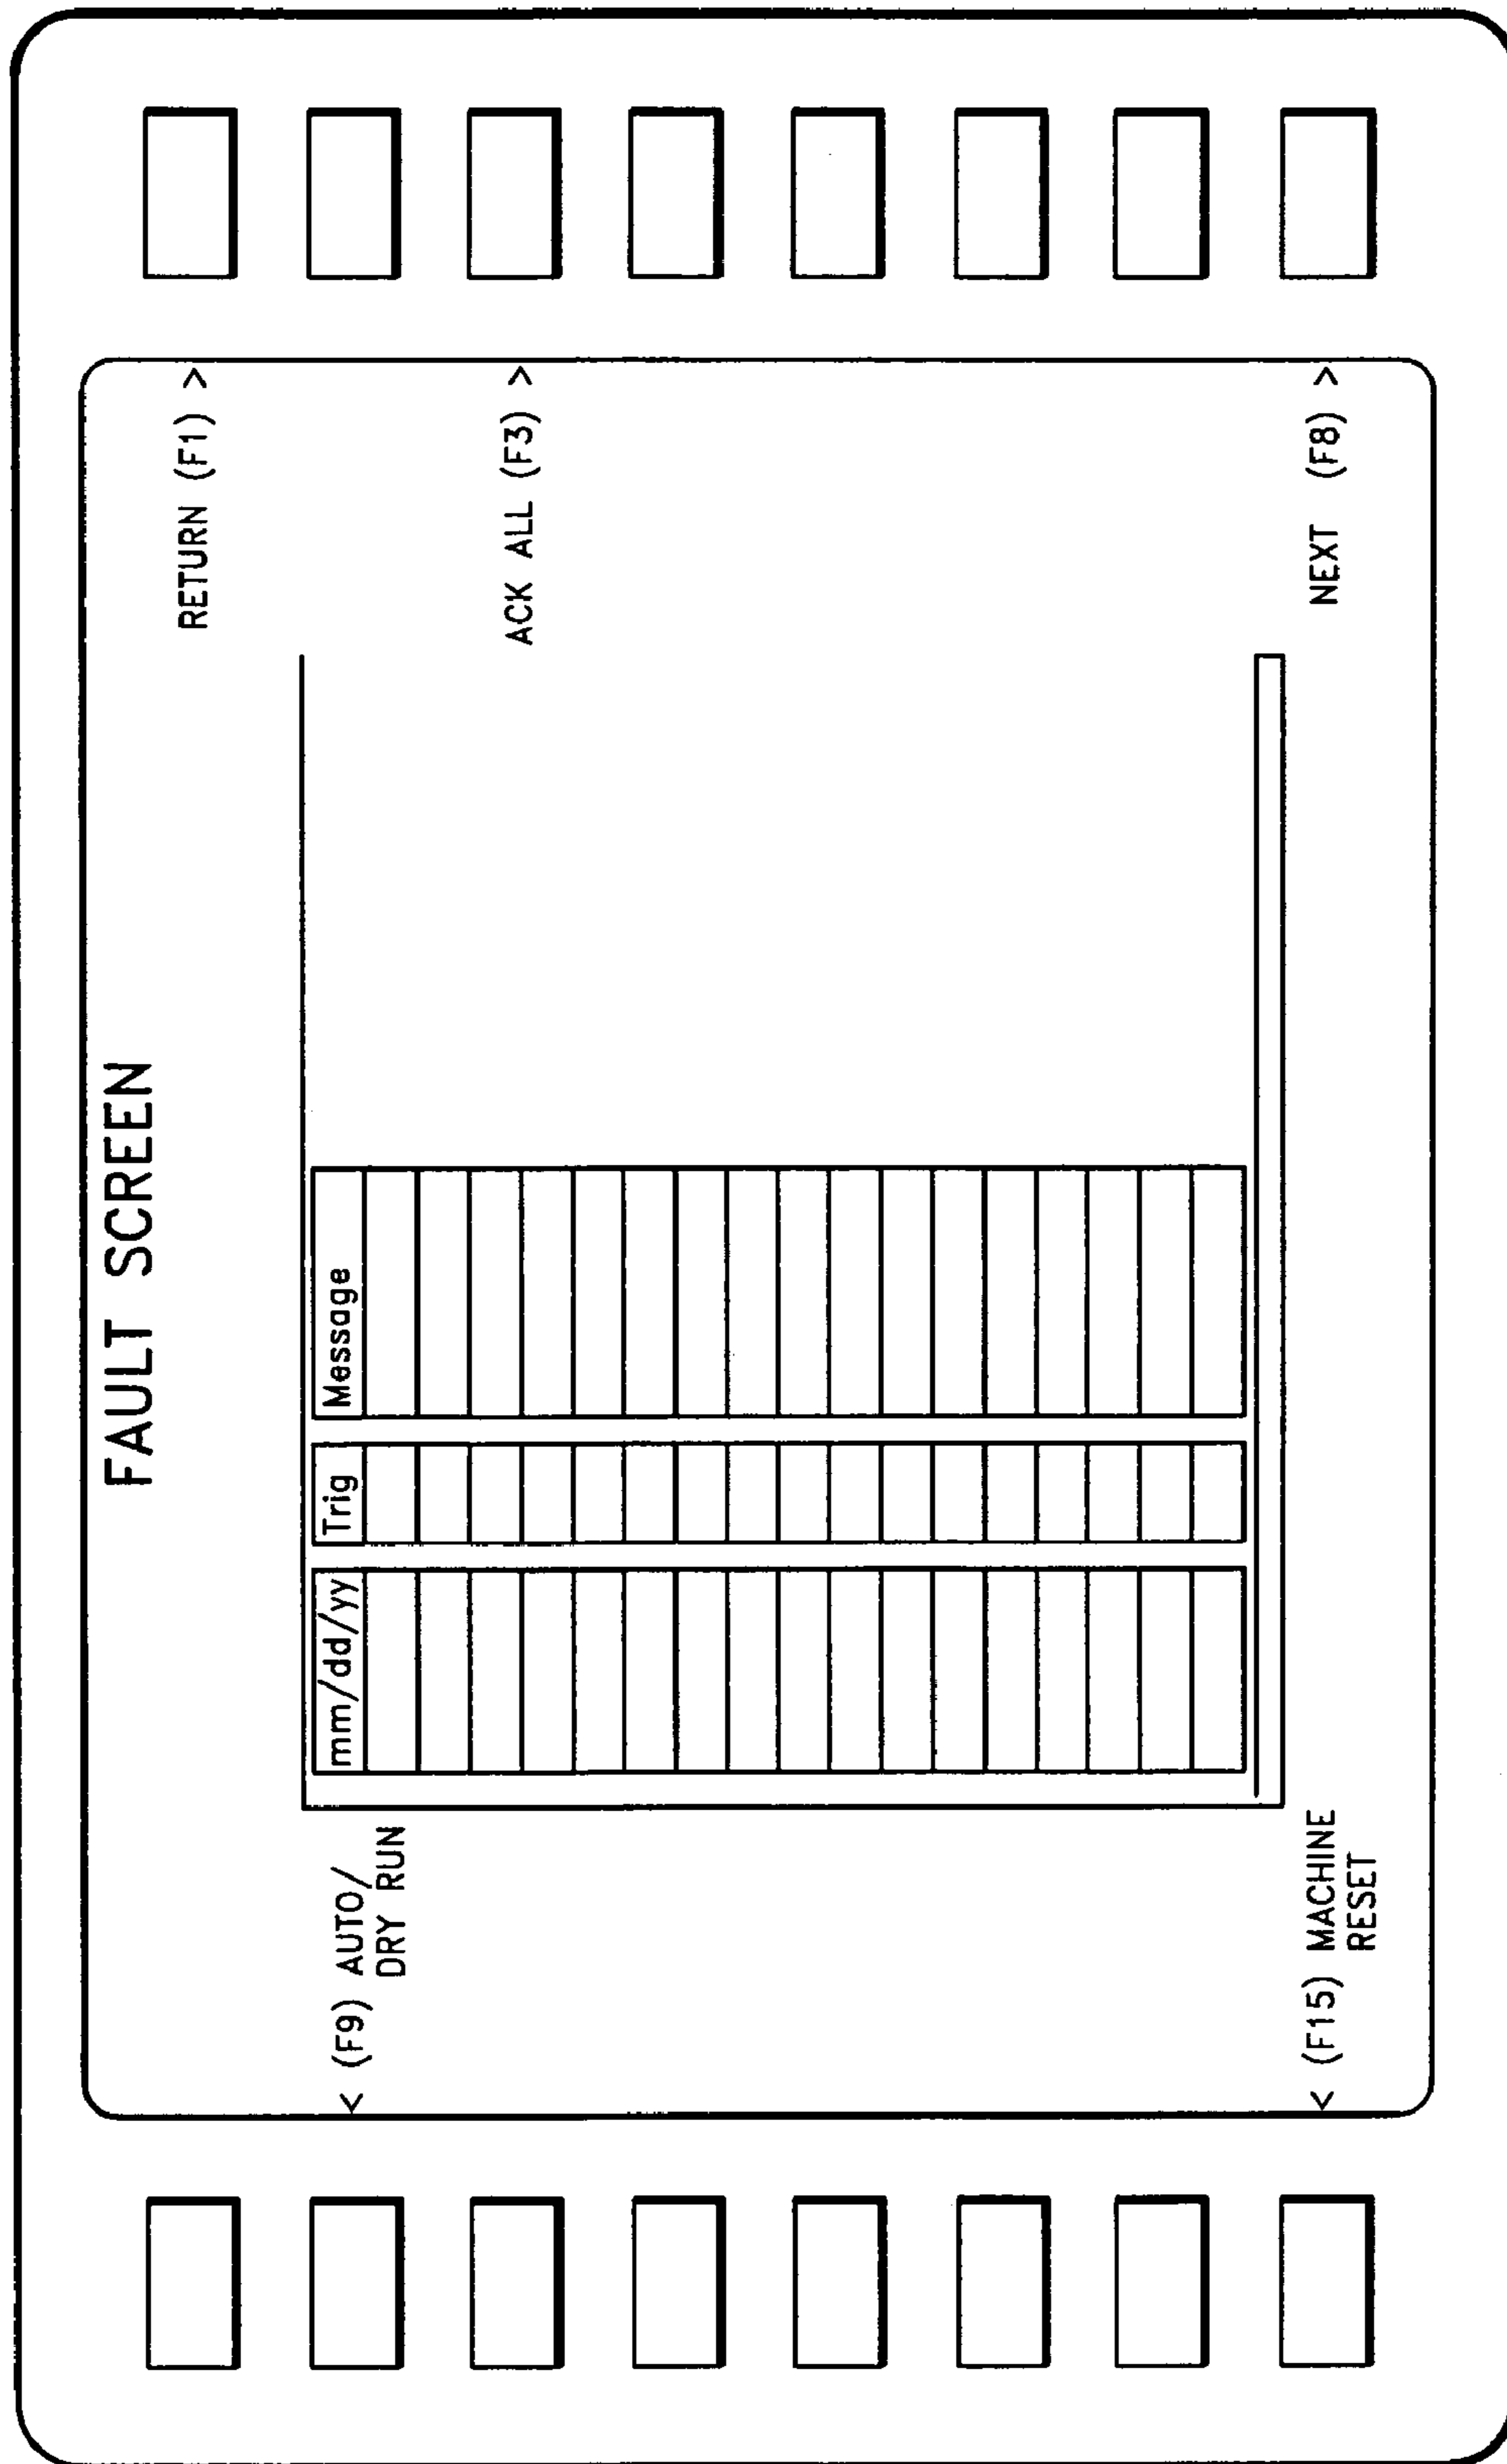 FAULT SCREEN
RETURN (F1) >
< (F9) AUTO/
DRY RUN
mm/dd/yy Trig Message
ACK ALL (F3) >
< (F15) MACHINE
RESET
NEXT (F8) >